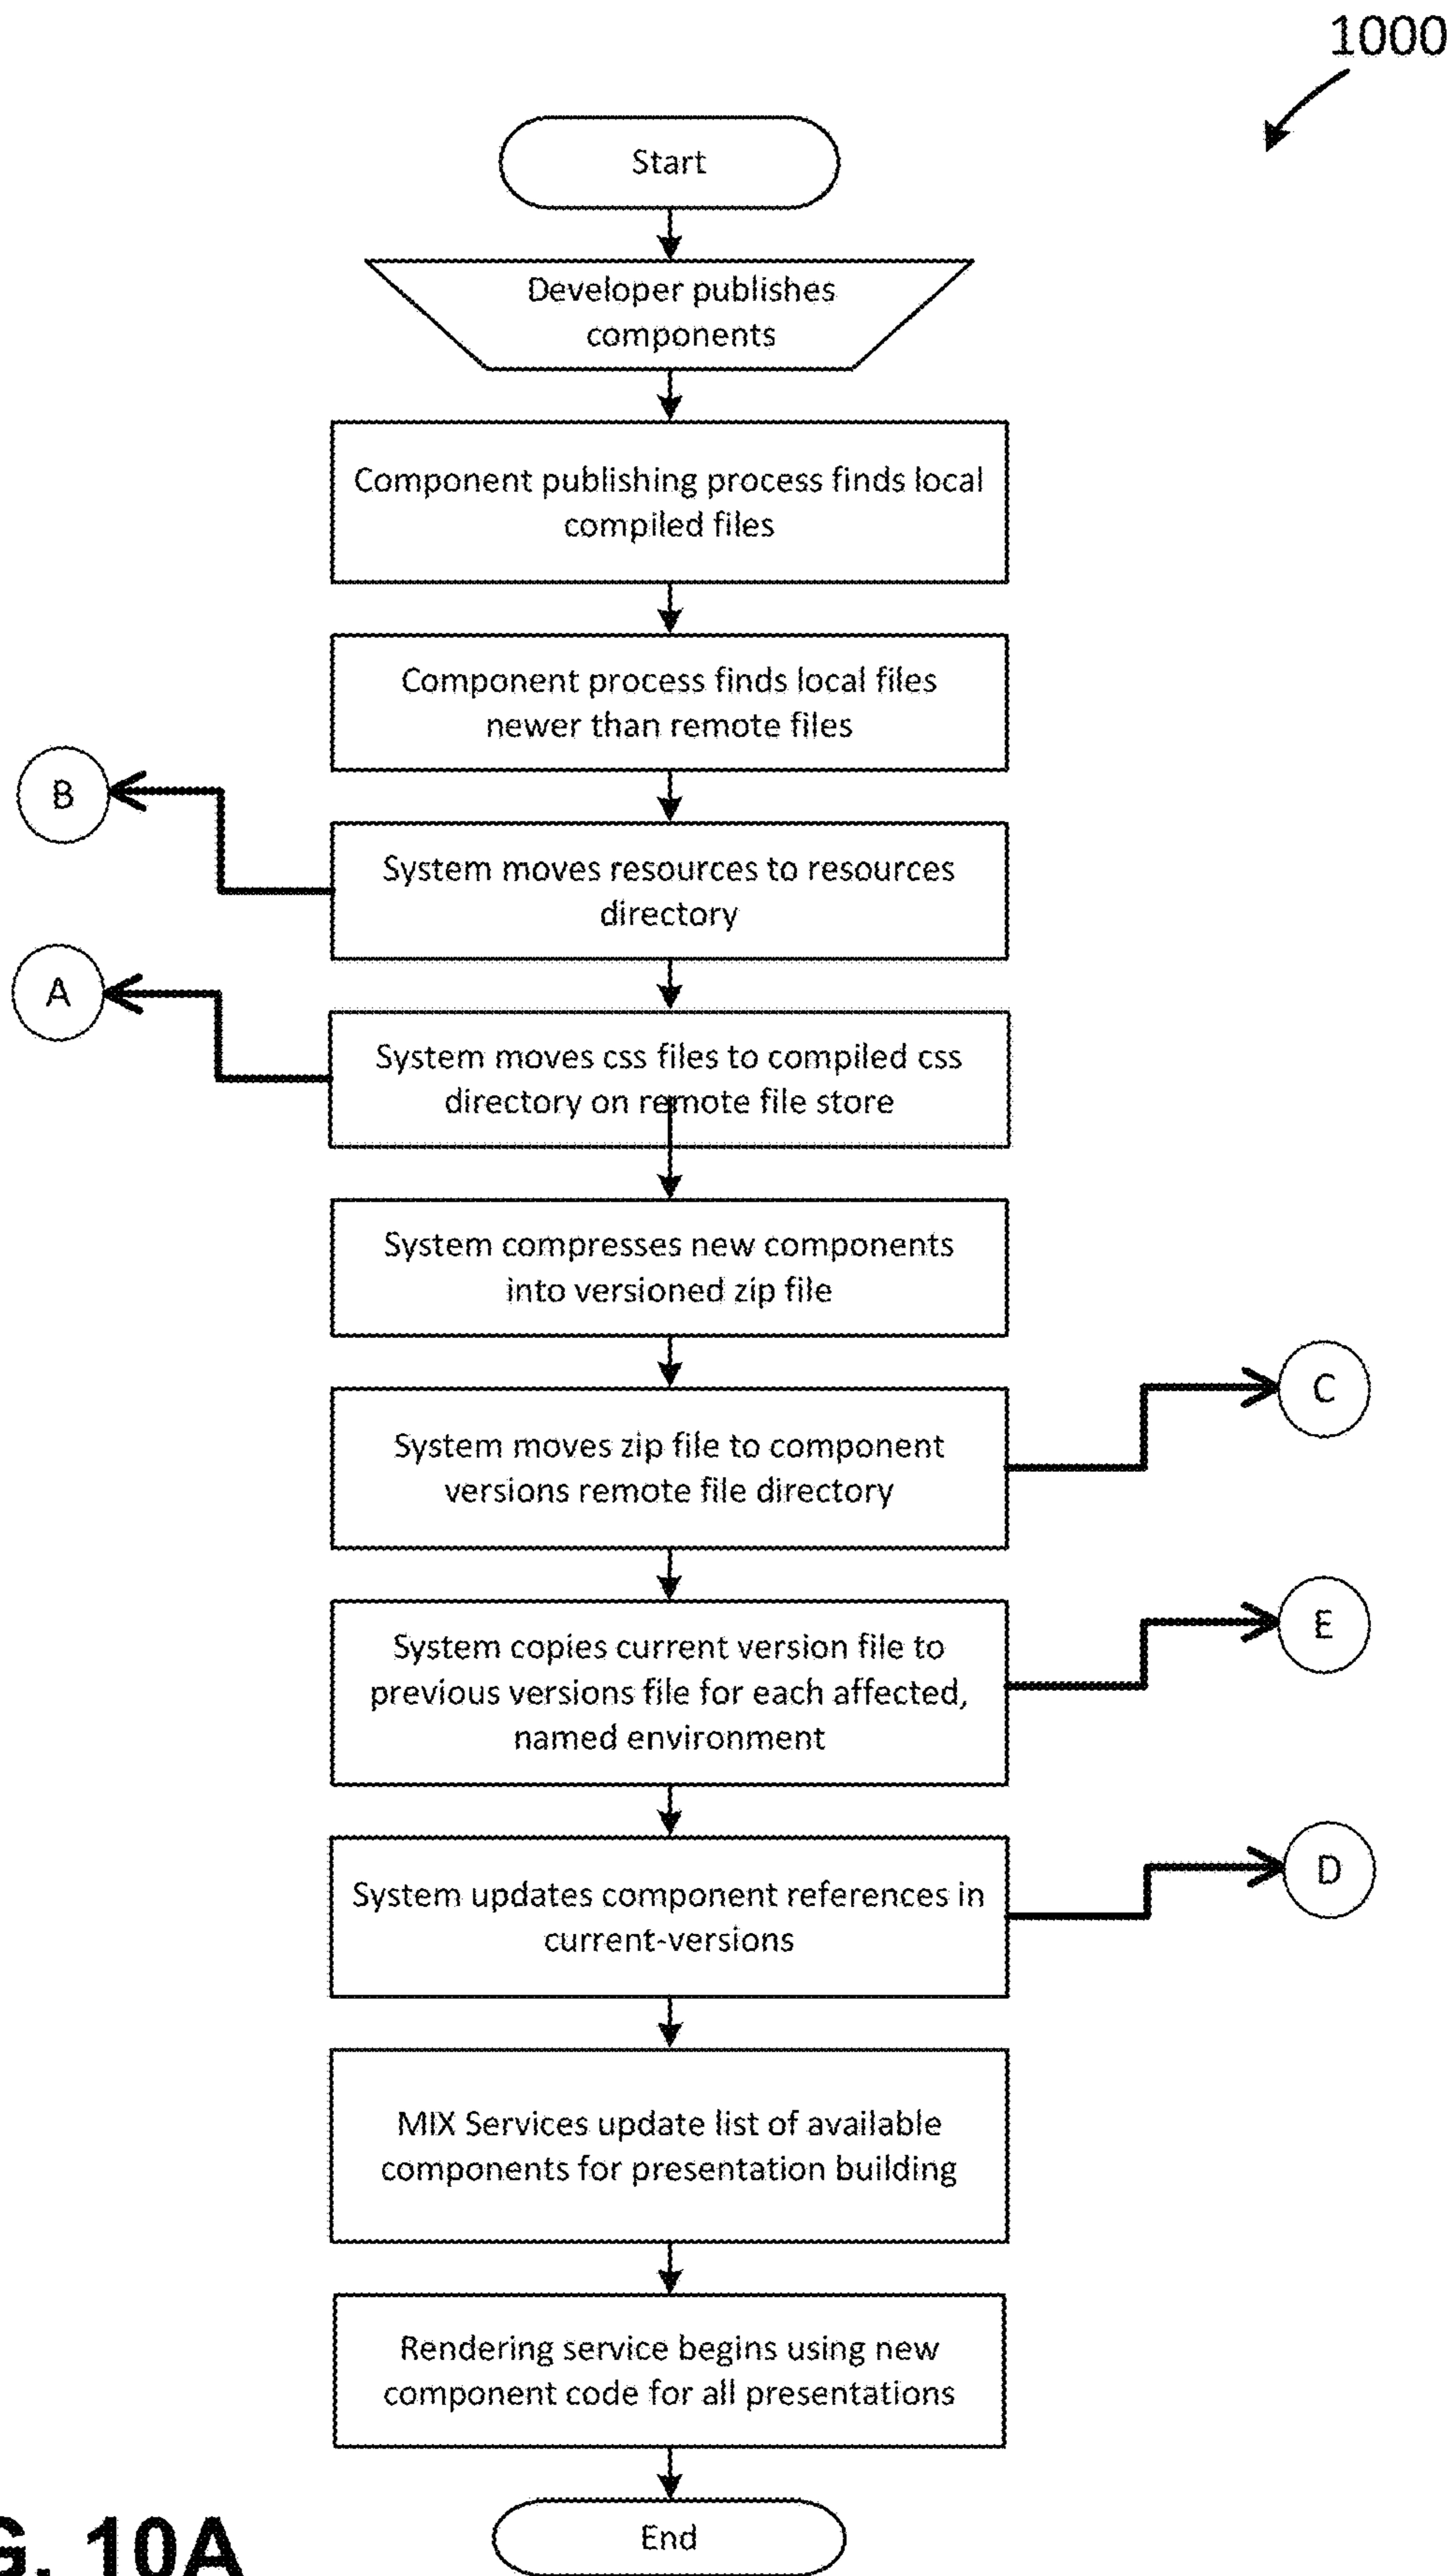 1000
Start
Developer publishes
components
Component publishing process finds local
compiled files
Component process finds local files
newer than remote files
B
System moves resources to resources
directory
A
System moves css files to compiled css
directory on remote file store
System compresses new components
into versioned zip file
C
System moves zip file to component
versions remote file directory
E
System copies current version file to
previous versions file for each affected,
named environment
D
System updates component references in
current-versions
MIX Services update list of available
components for presentation building
Rendering service begins using new
component code for all presentations
End
G. 10A